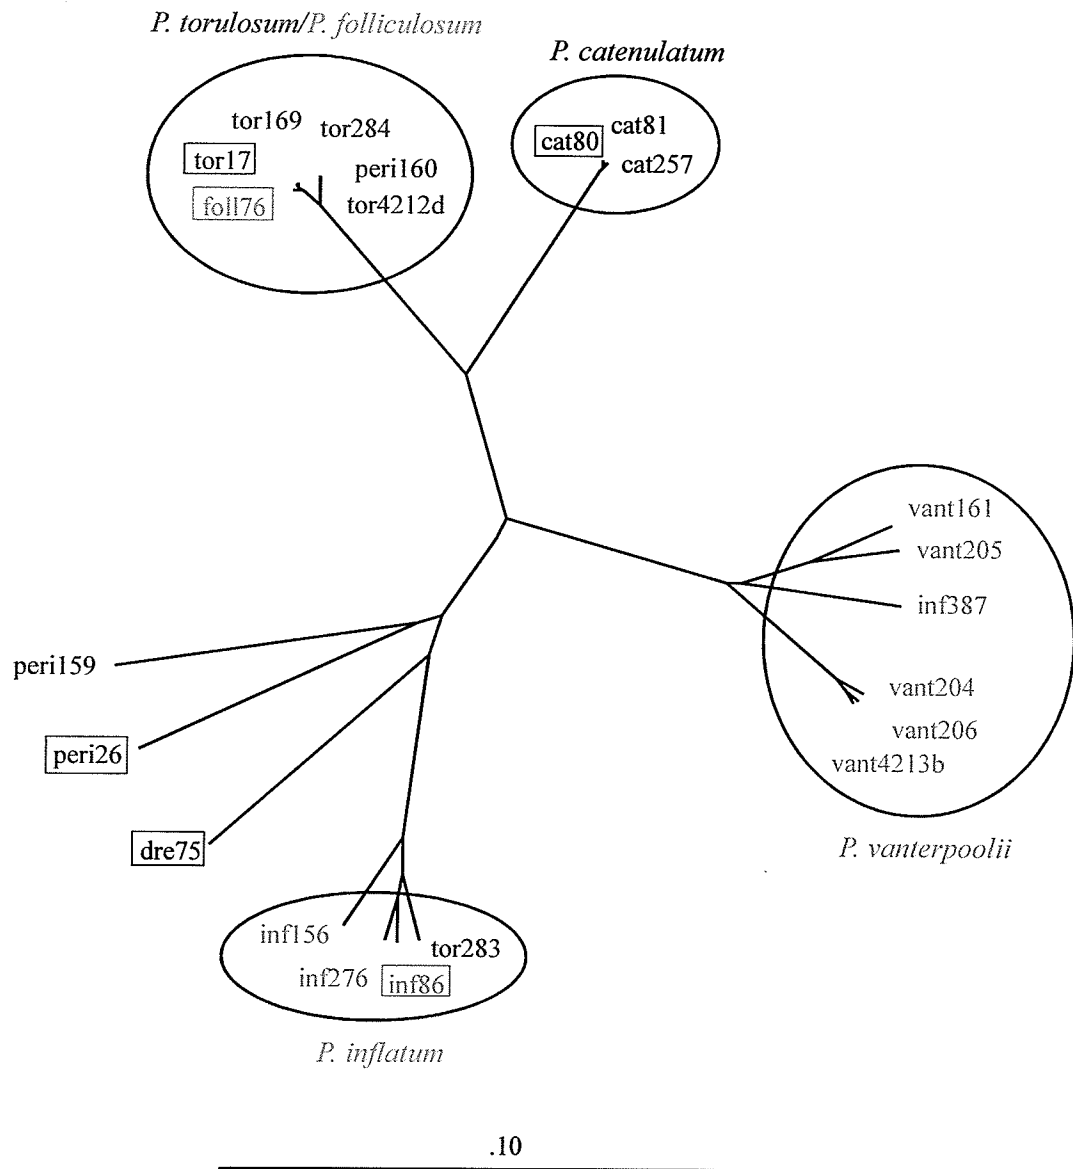 P. torulosum/P. folliculosum
P. catenulatum
tor169
tor284
tor17
peri160
foll76
tor4212d
cat81
cat80
cat257
vant161
vant205
inf387
vant204
vant206
vant4213b
P. vanterpoolii
peri159
peri26
dre75
inf156
tor283
inf276
inf86
P. inflatum
.10